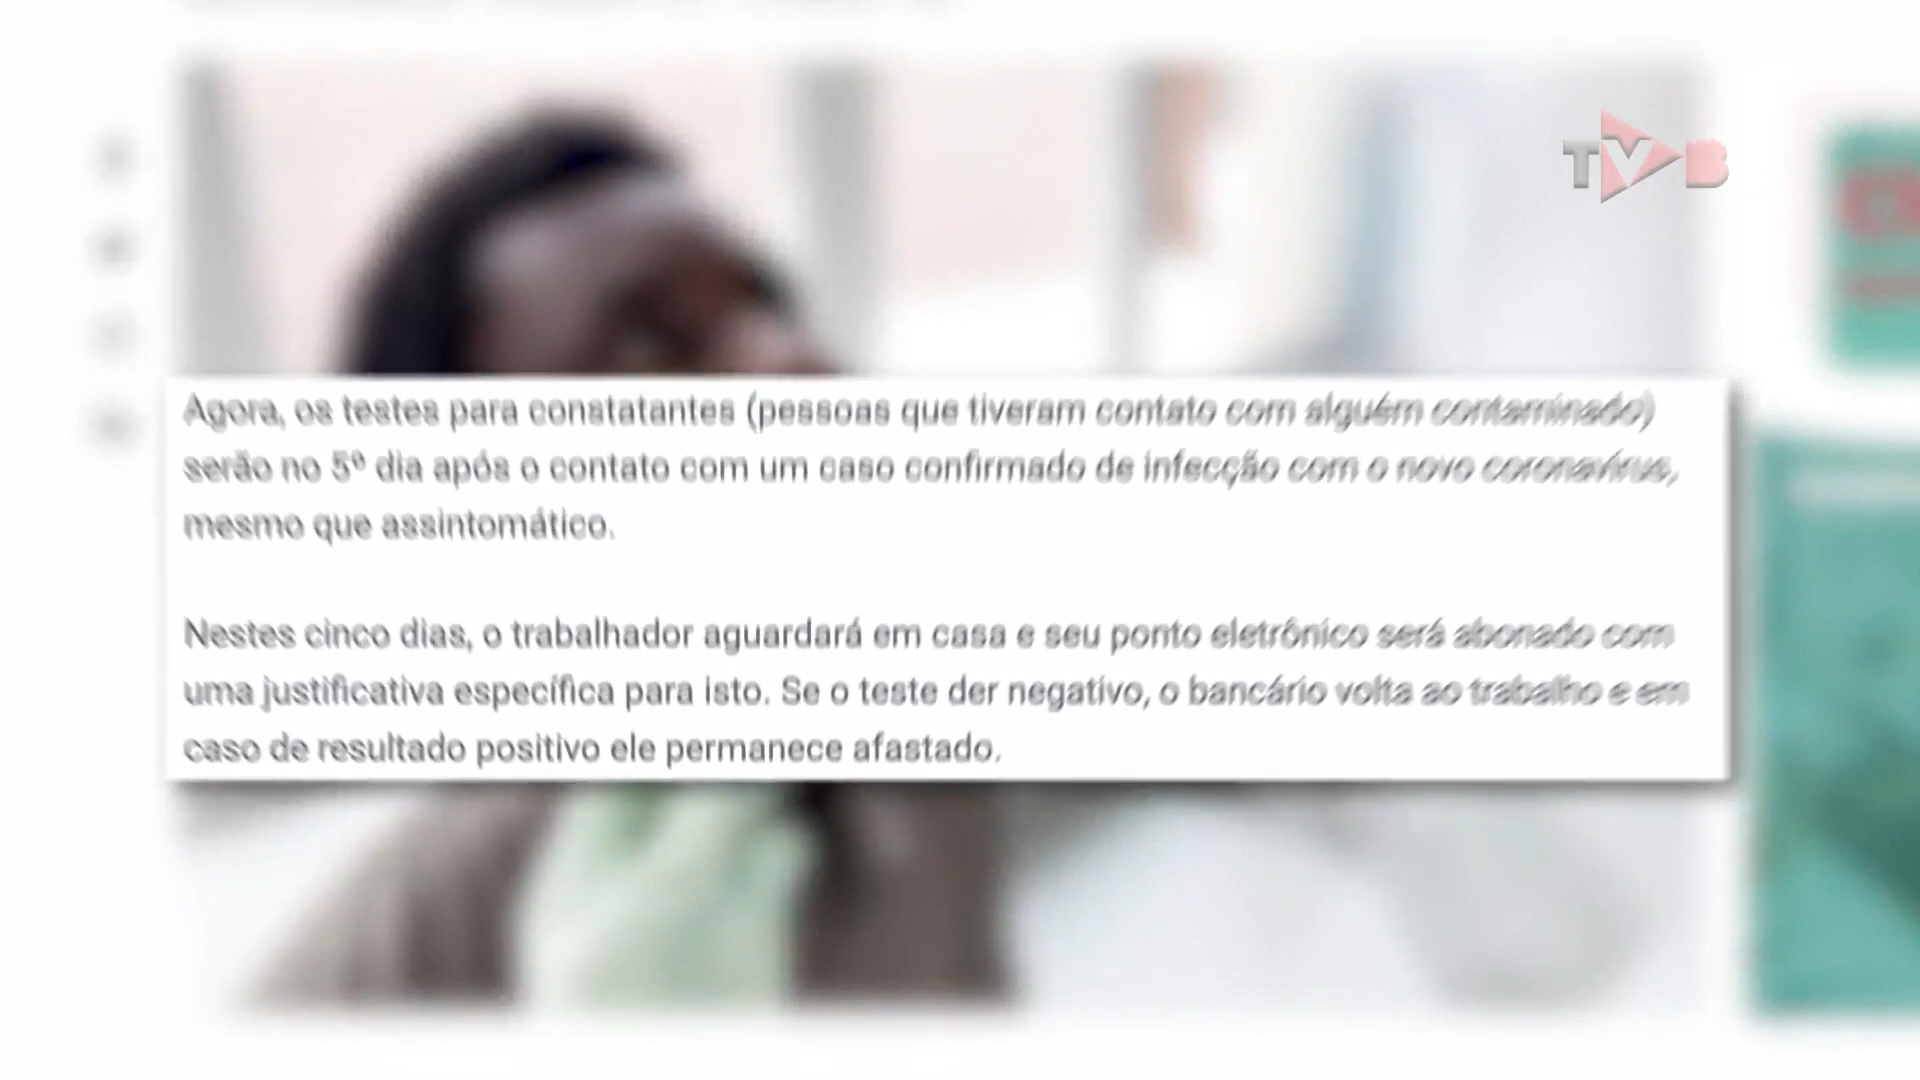 TVB
Agora, os testes para constatantes (pessoas que tiveram contato com alguém contaminado)
serão no 5º dia após o contato com um caso confirmado de infecção com o novo coronavírus,
mesmo que assintomático.
Nestes cinco dias, o trabalhador aguardará em casa e seu ponto eletrônico será abonado com
uma justificativa específica para isto. Se o teste der negativo, o bancário volta ao trabalho e em
caso de resultado positivo ele permanece afastado.